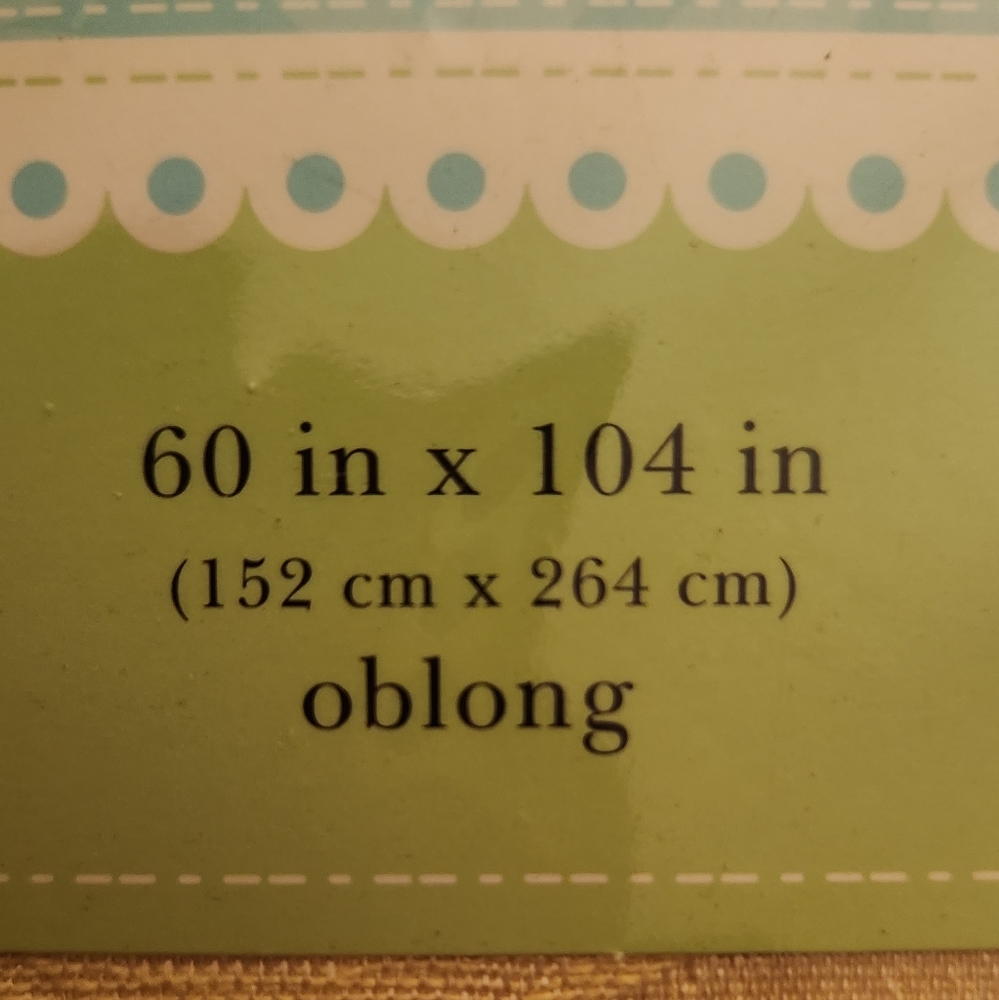 60 in x 104 in
(152 cm x 264 cm)
oblong